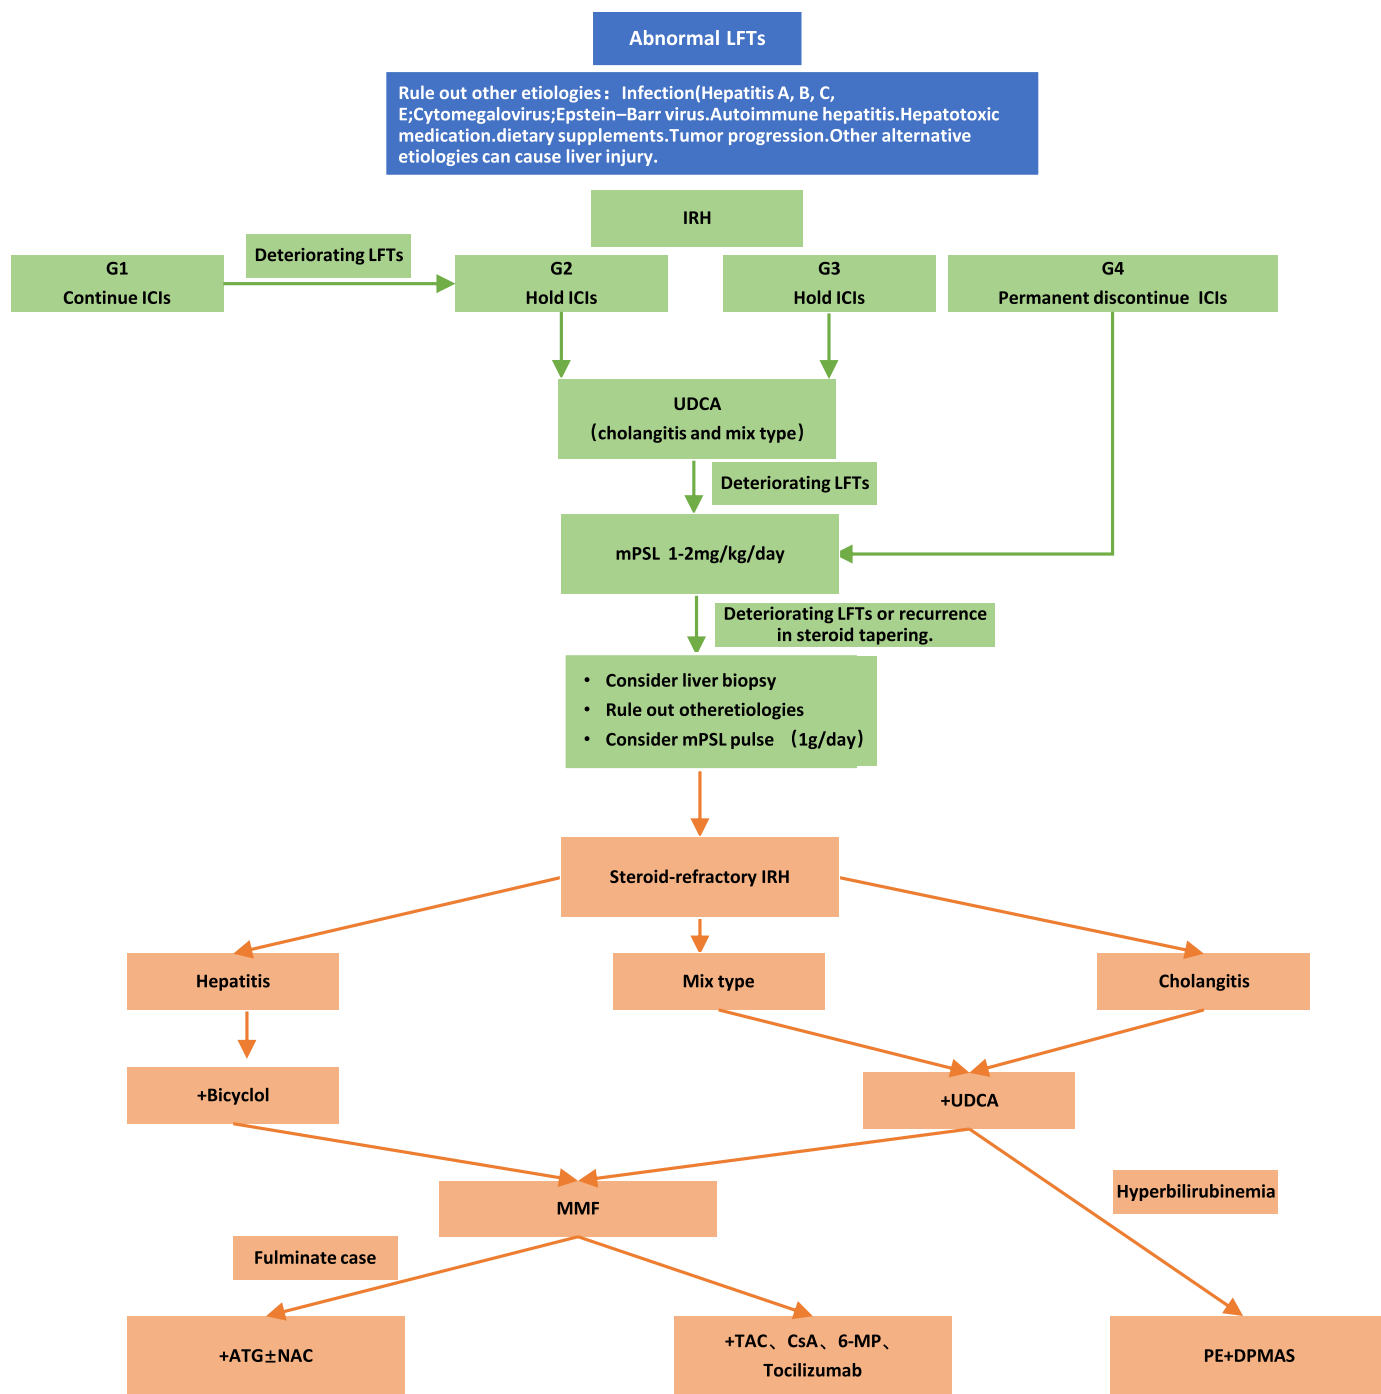 Abnormal LFTs
Rule out other etiologies：Infection(Hepatitis A, B, C,
E;Cytomegalovirus;Epstein–Barr virus.Autoimmune hepatitis.Hepatotoxic
medication.dietary supplements.Tumor progression.Other alternative
etiologies can cause liver injury.
IRH
G1
Continue ICIs
Deteriorating LFTs
G2
Hold ICIs
G3
Hold ICIs
G4
Permanent discontinue ICIs
UDCA
（cholangitis and mix type）
Deteriorating LFTs
mPSL 1-2mg/kg/day
Deteriorating LFTs or recurrence
in steroid tapering.
• Consider liver biopsy
• Rule out otheretiologies
• Consider mPSL pulse （1g/day）
Steroid-refractory IRH
Hepatitis
Mix type
Cholangitis
+Bicyclol
+UDCA
MMF
Hyperbilirubinemia
Fulminate case
+ATG±NAC
+TAC、CsA、6-MP、
Tocilizumab
PE+DPMAS